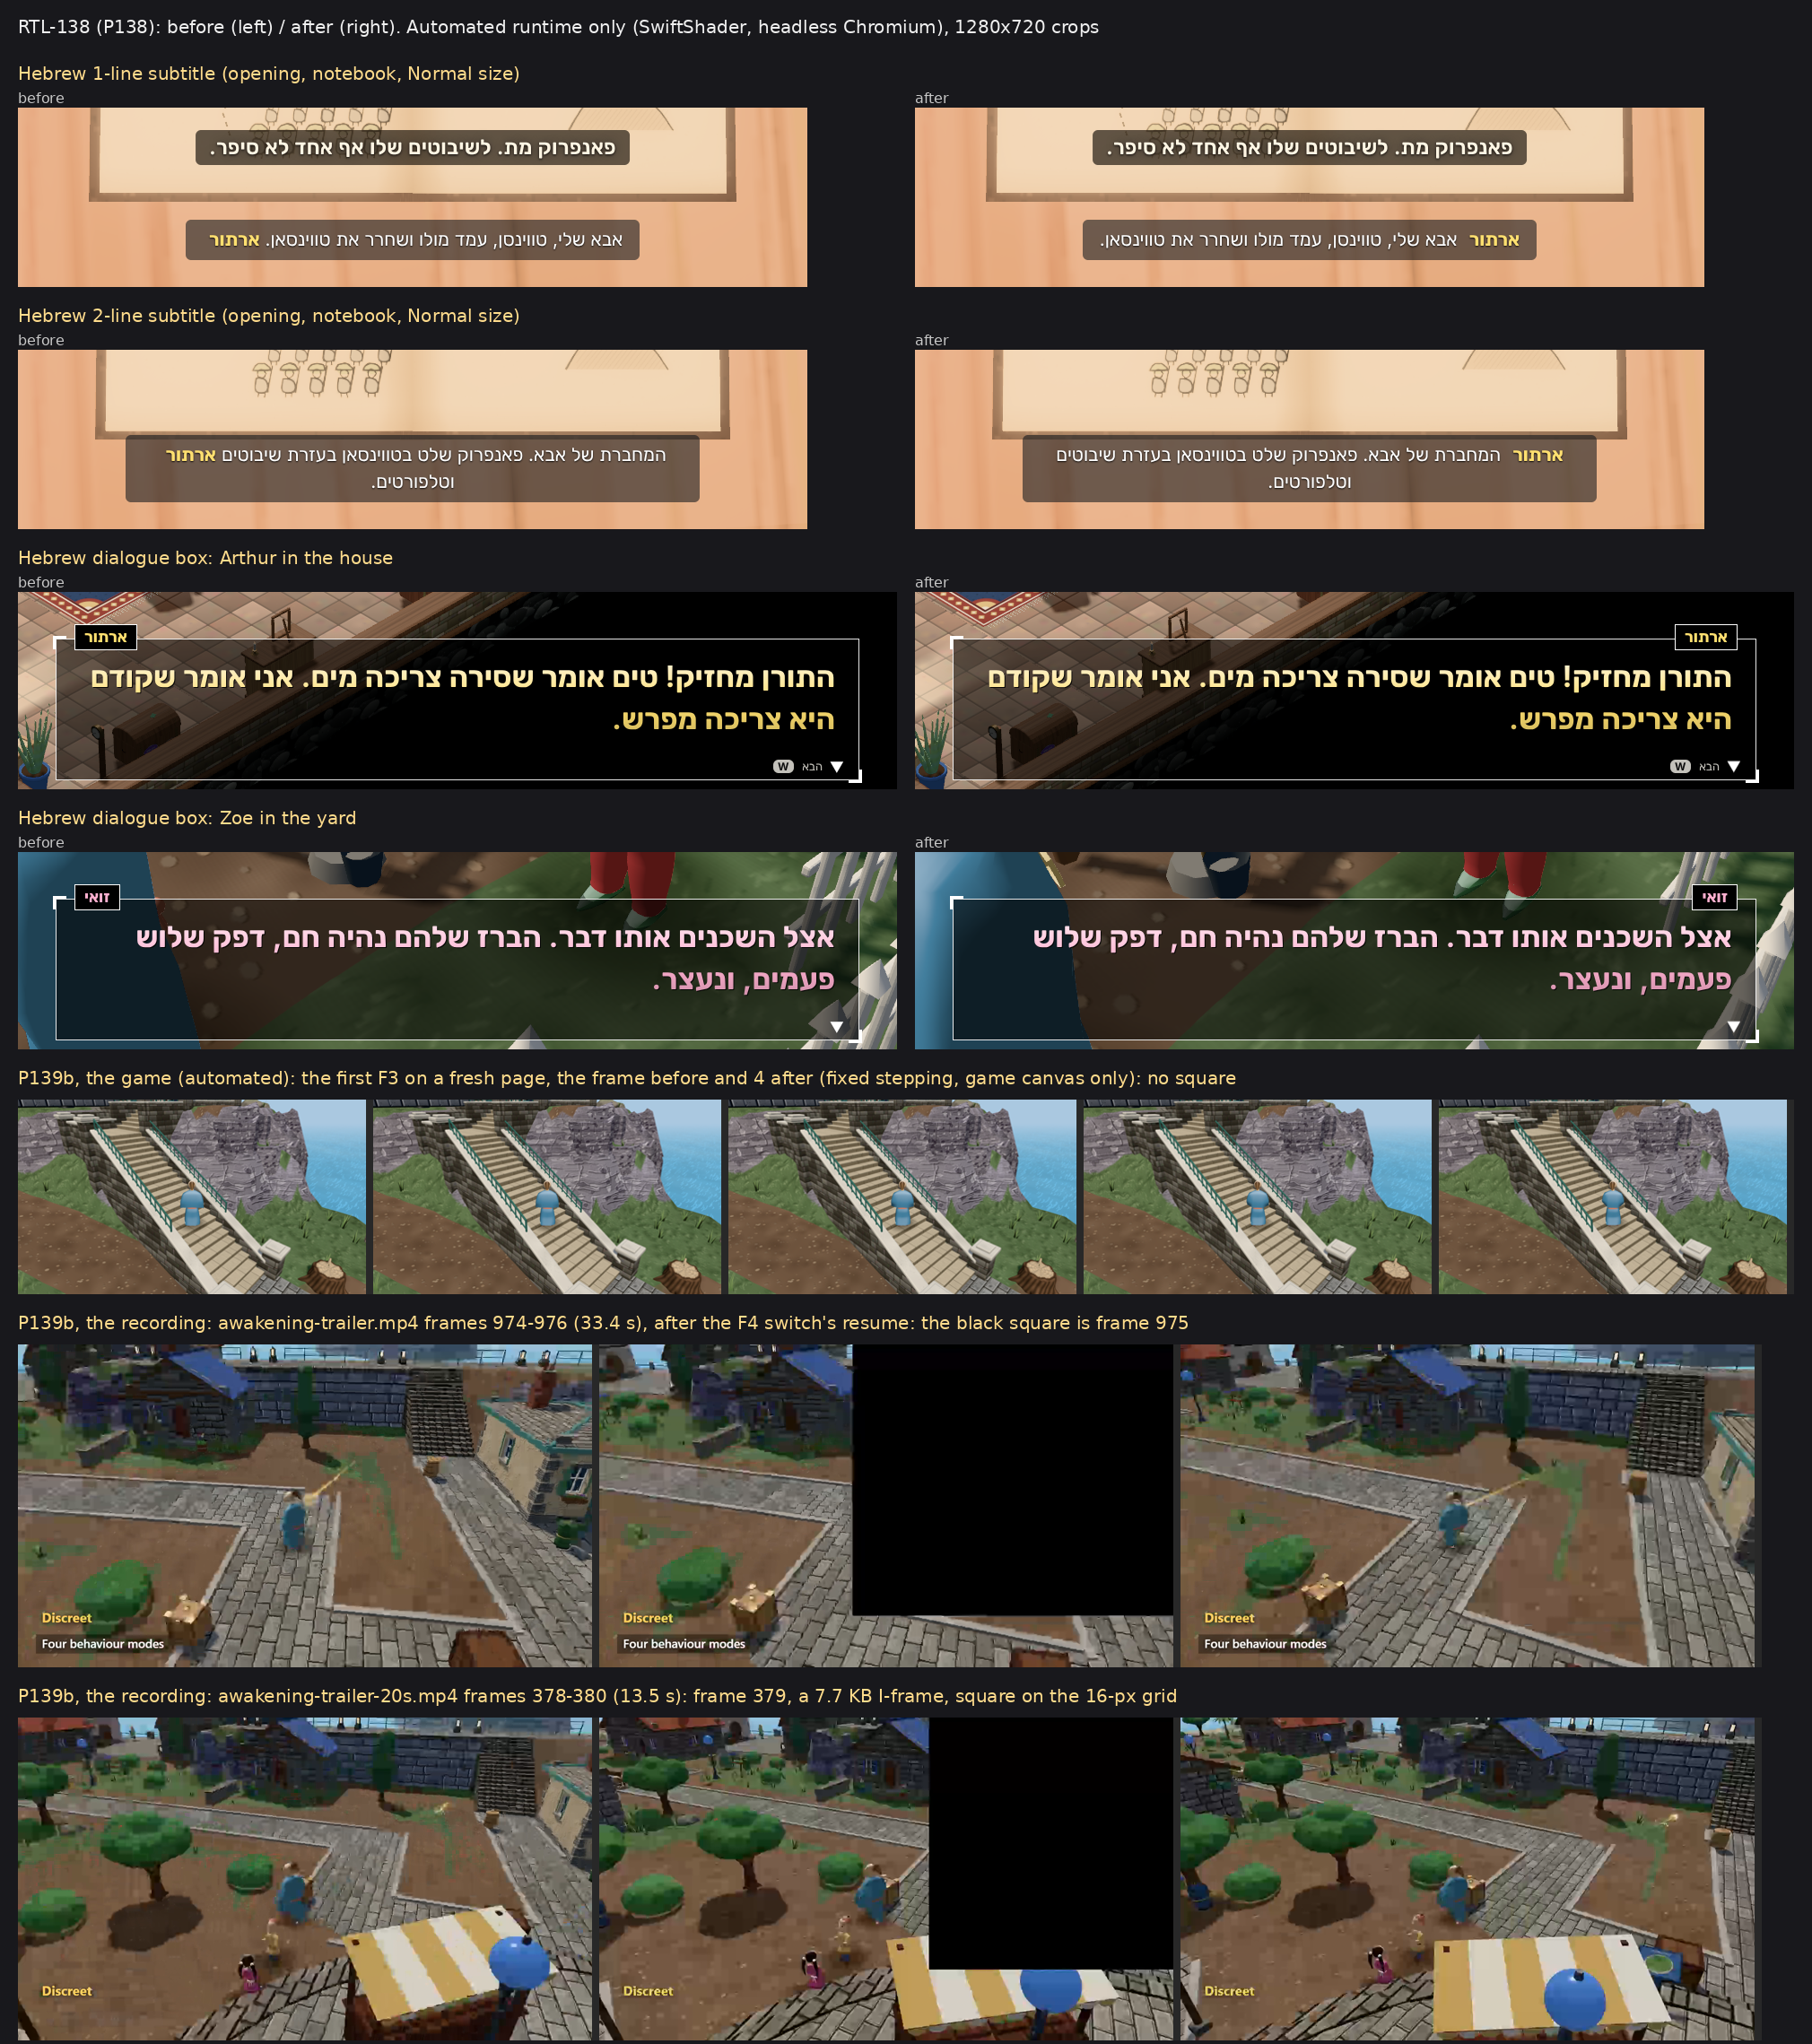 RTL-138 (P138): before (left) / after (right). Automated runtime only (SwiftShader, headless Chromium), 1280x720 crops
Hebrew 1-line subtitle (opening, notebook, Normal size)
before
after
פאנפרוק מת. לשיבוטים שלו אף אחד לא סיפר.
פאנפרוק מת. לשיבוטים שלו אף אחד לא סיפר.
אבא שלי, טווינסן, עמד מולו ושחרר את טווינסאן. ארתור
ארתור אבא שלי, טווינסן, עמד מולו ושחרר את טווינסאן.
Hebrew 2-line subtitle (opening, notebook, Normal size)
before
after
המחברת של אבא. פאנפרוק שלט בטווינסאן בעזרת שיבוטים ארתור
וטלפורטים.
ארתור המחברת של אבא. פאנפרוק שלט בטווינסאן בעזרת שיבוטים
וטלפורטים.
Hebrew dialogue box: Arthur in the house
before
after
ארתור
התורן מחזיק! טים אומר שסירה צריכה מים. אני אומר שקודם
היא צריכה מפרש.
W הבא
ארתור
התורן מחזיק! טים אומר שסירה צריכה מים. אני אומר שקודם
היא צריכה מפרש.
W הבא
Hebrew dialogue box: Zoe in the yard
before
after
זואי
אצל השכנים אותו דבר. הברז שלהם נהיה חם, דפק שלוש
פעמים, ונעצר.
זואי
אצל השכנים אותו דבר. הברז שלהם נהיה חם, דפק שלוש
פעמים, ונעצר.
P139b, the game (automated): the first F3 on a fresh page, the frame before and 4 after (fixed stepping, game canvas only): no square
P139b, the recording: awakening-trailer.mp4 frames 974-976 (33.4 s), after the F4 switch's resume: the black square is frame 975
Discreet
Four behaviour modes
Discreet
Four behaviour modes
Discreet
Four behaviour modes
P139b, the recording: awakening-trailer-20s.mp4 frames 378-380 (13.5 s): frame 379, a 7.7 KB I-frame, square on the 16-px grid
Discreet
Discreet
Discreet